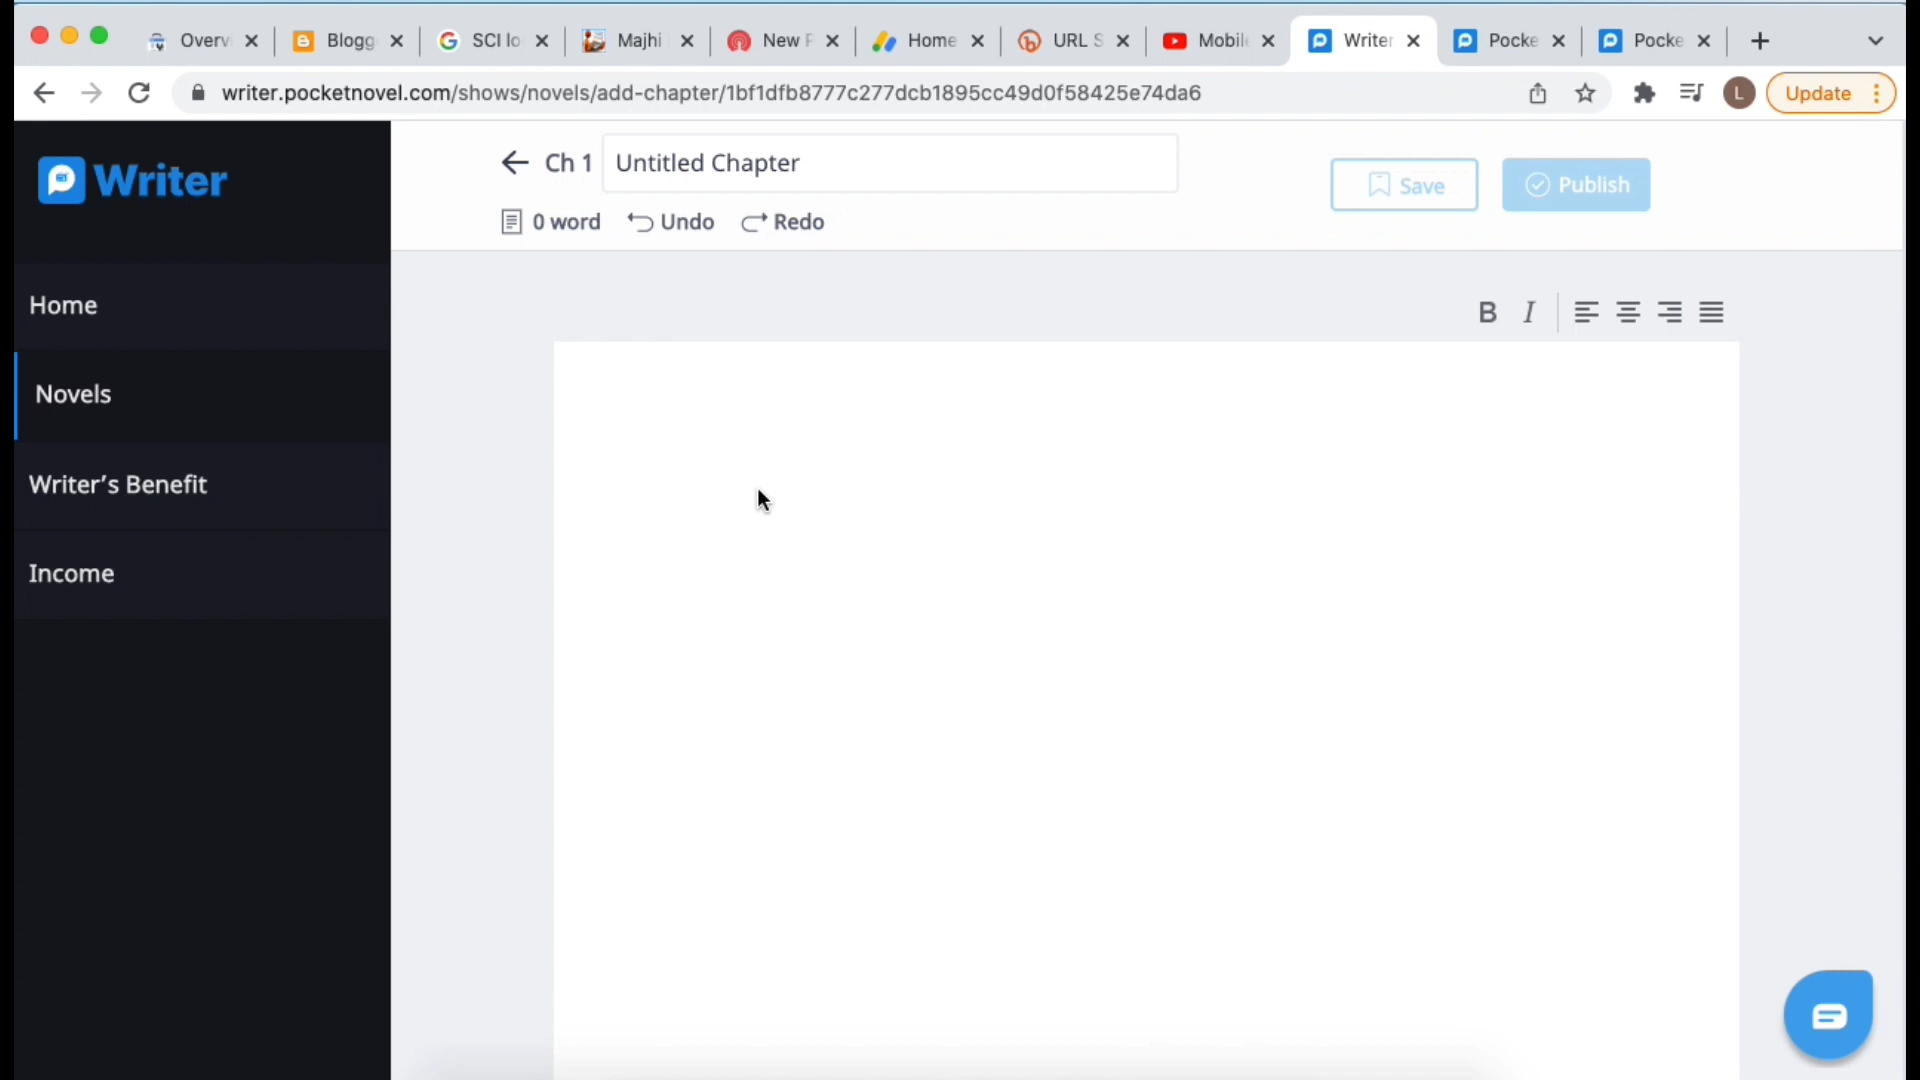 Overv
Blogg
SCI lo
Majhi
New P
Home
URL S
Mobile
Writer
Pocke
Pocke
writer.pocketnovel.com/shows/novels/add-chapter/1bf1dfb8777c277dcb1895cc49d0f58425e74da6
L
Update
Writer
Ch 1
Untitled Chapter
Save
Publish
0 word
Undo
Redo
Home
B I
Novels
Writer’s Benefit
Income